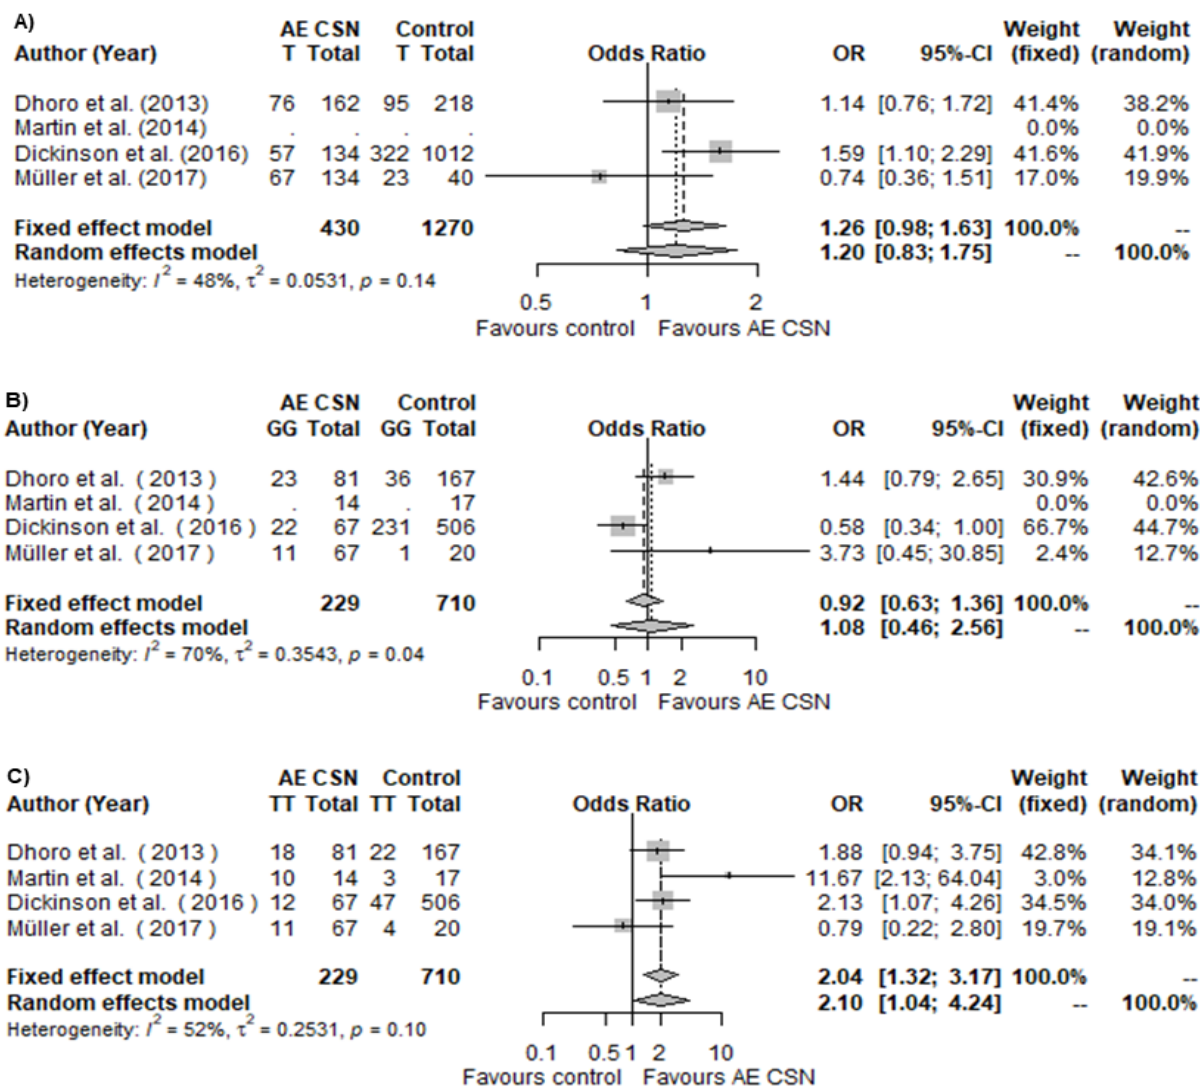 A)
AE CSN Control Weight Weight
Author (Year) T Total T Total Odds Ratio OR 95%-CI (fixed) (random)
Dhoro et al. (2013) 76 162 95 218 1.14 [0.76; 1.72] 41.4% 38.2%
Martin et al. (2014) . . . . 0.0% 0.0%
Dickinson et al. (2016) 57 134 322 1012 1.59 [1.10; 2.29] 41.6% 41.9%
Müller et al. (2017) 67 134 23 40 0.74 [0.36; 1.51] 17.0% 19.9%
Fixed effect model 430 1270 1.26 [0.98; 1.63] 100.0% --
Random effects model 1.20 [0.83; 1.75] -- 100.0%
Heterogeneity: I² = 48%, τ² = 0.0531, p = 0.14
0.5 1 2
Favours control Favours AE CSN
B)
AE CSN Control Weight Weight
Author (Year) GG Total GG Total Odds Ratio OR 95%-CI (fixed) (random)
Dhoro et al. ( 2013 ) 23 81 36 167 1.44 [0.79; 2.65] 30.9% 42.6%
Martin et al. ( 2014 ) . 14 . 17 0.0% 0.0%
Dickinson et al. ( 2016 ) 22 67 231 506 0.58 [0.34; 1.00] 66.7% 44.7%
Müller et al. ( 2017 ) 11 67 1 20 3.73 [0.45; 30.85] 2.4% 12.7%
Fixed effect model 229 710 0.92 [0.63; 1.36] 100.0% --
Random effects model 1.08 [0.46; 2.56] -- 100.0%
Heterogeneity: I² = 70%, τ² = 0.3543, p = 0.04
0.1 0.5 1 2 10
Favours control Favours AE CSN
C)
AE CSN Control Weight Weight
Author (Year) TT Total TT Total Odds Ratio OR 95%-CI (fixed) (random)
Dhoro et al. ( 2013 ) 18 81 22 167 1.88 [0.94; 3.75] 42.8% 34.1%
Martin et al. ( 2014 ) 10 14 3 17 11.67 [2.13; 64.04] 3.0% 12.8%
Dickinson et al. ( 2016 ) 12 67 47 506 2.13 [1.07; 4.26] 34.5% 34.0%
Müller et al. ( 2017 ) 11 67 4 20 0.79 [0.22; 2.80] 19.7% 19.1%
Fixed effect model 229 710 2.04 [1.32; 3.17] 100.0% --
Random effects model 2.10 [1.04; 4.24] -- 100.0%
Heterogeneity: I² = 52%, τ² = 0.2531, p = 0.10
0.1 0.5 1 2 10
Favours control Favours AE CSN